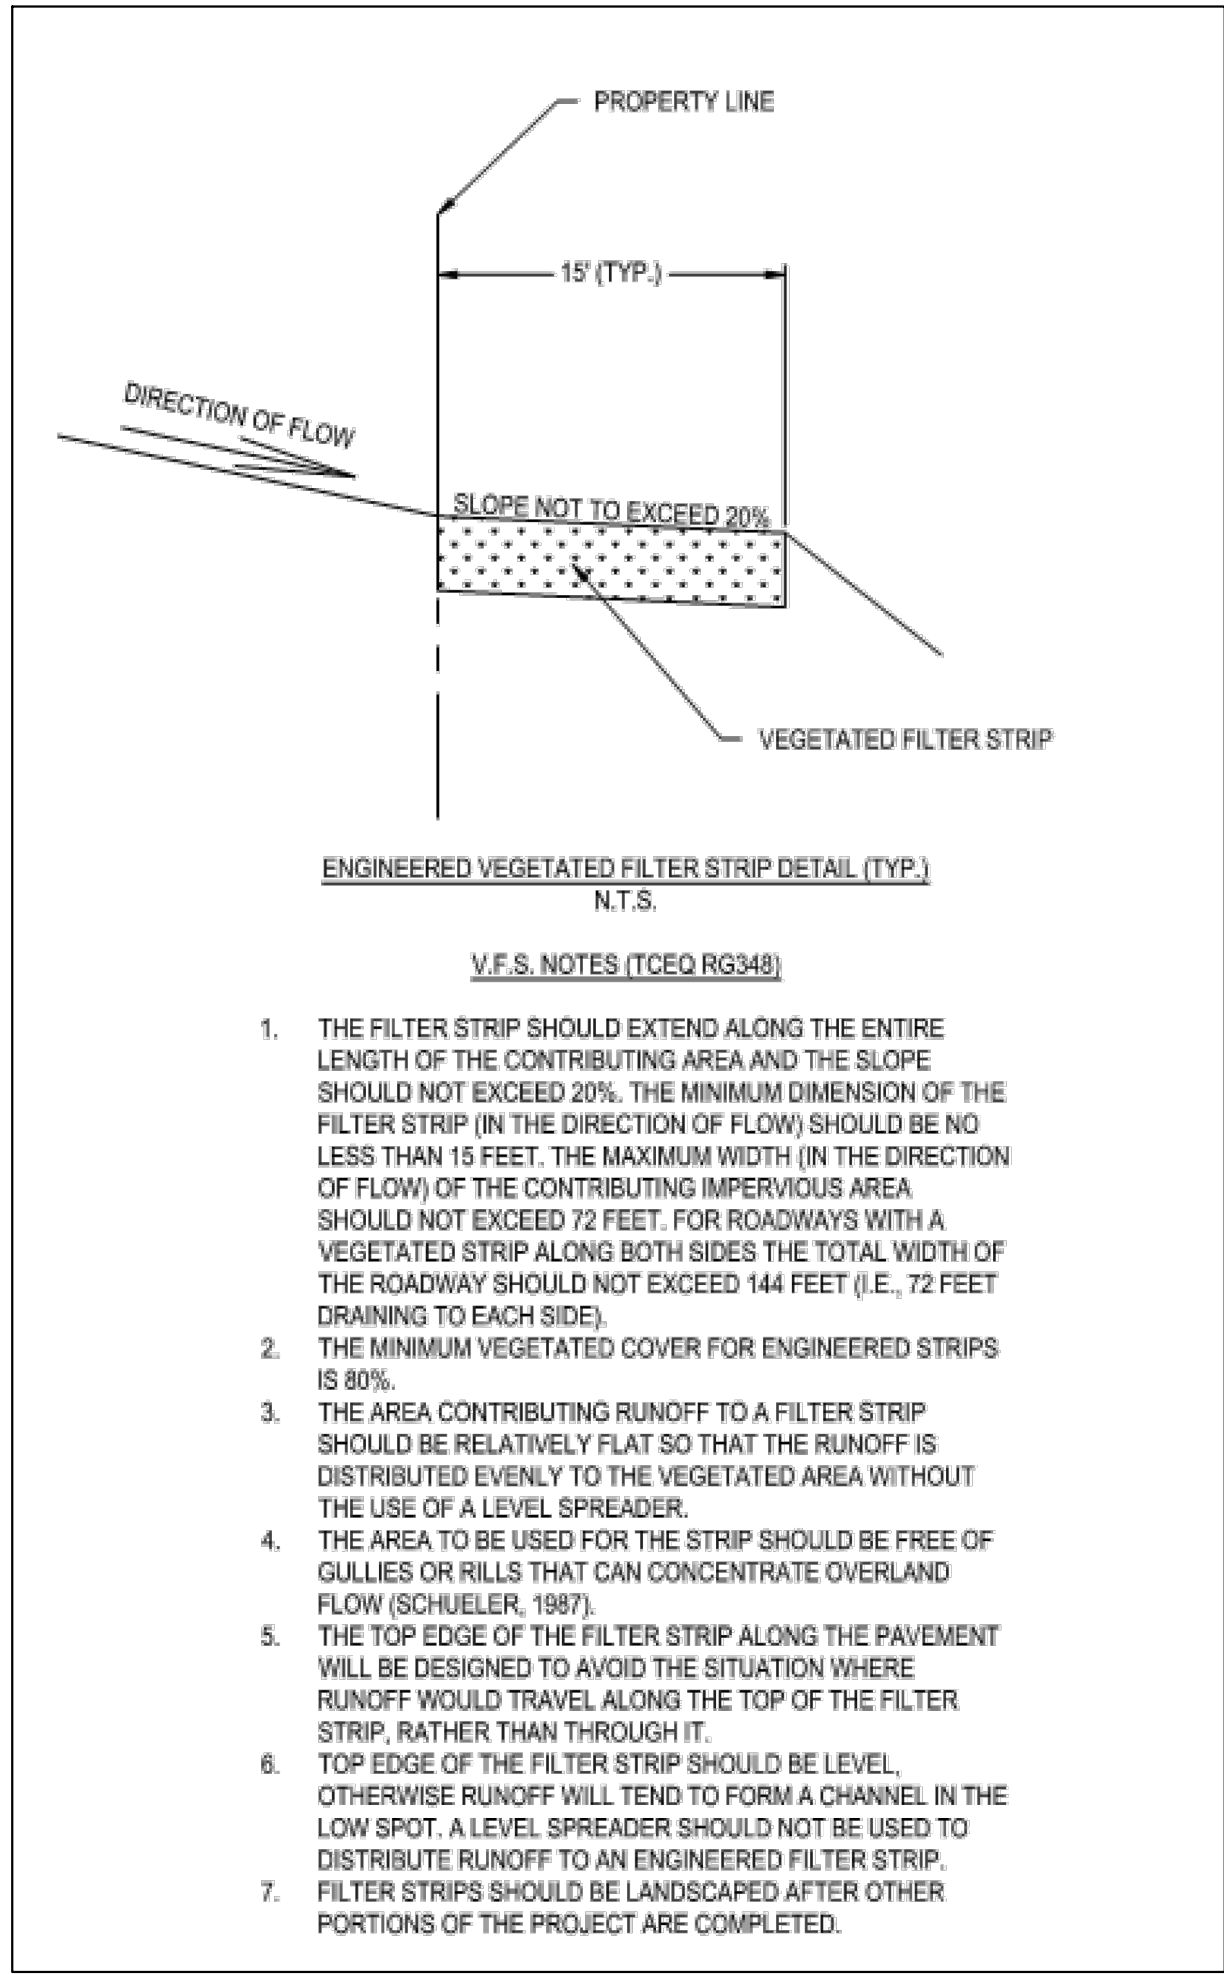 PROPERTY LINE
15' (TYP.)
DIRECTION OF FLOW
SLOPE NOT TO EXCEED 20%
VEGETATED FILTER STRIP
ENGINEERED VEGETATED FILTER STRIP DETAIL (TYP.)
N.T.S.
V.F.S. NOTES (TCEQ RG348)
1. THE FILTER STRIP SHOULD EXTEND ALONG THE ENTIRE
LENGTH OF THE CONTRIBUTING AREA AND THE SLOPE
SHOULD NOT EXCEED 20%. THE MINIMUM DIMENSION OF THE
FILTER STRIP (IN THE DIRECTION OF FLOW) SHOULD BE NO
LESS THAN 15 FEET. THE MAXIMUM WIDTH (IN THE DIRECTION
OF FLOW) OF THE CONTRIBUTING IMPERVIOUS AREA
SHOULD NOT EXCEED 72 FEET. FOR ROADWAYS WITH A
VEGETATED STRIP ALONG BOTH SIDES THE TOTAL WIDTH OF
THE ROADWAY SHOULD NOT EXCEED 144 FEET (I.E., 72 FEET
DRAINING TO EACH SIDE).
2. THE MINIMUM VEGETATED COVER FOR ENGINEERED STRIPS
IS 80%.
3. THE AREA CONTRIBUTING RUNOFF TO A FILTER STRIP
SHOULD BE RELATIVELY FLAT SO THAT THE RUNOFF IS
DISTRIBUTED EVENLY TO THE VEGETATED AREA WITHOUT
THE USE OF A LEVEL SPREADER.
4. THE AREA TO BE USED FOR THE STRIP SHOULD BE FREE OF
GULLIES OR RILLS THAT CAN CONCENTRATE OVERLAND
FLOW (SCHUELER, 1987).
5. THE TOP EDGE OF THE FILTER STRIP ALONG THE PAVEMENT
WILL BE DESIGNED TO AVOID THE SITUATION WHERE
RUNOFF WOULD TRAVEL ALONG THE TOP OF THE FILTER
STRIP, RATHER THAN THROUGH IT.
6. TOP EDGE OF THE FILTER STRIP SHOULD BE LEVEL,
OTHERWISE RUNOFF WILL TEND TO FORM A CHANNEL IN THE
LOW SPOT. A LEVEL SPREADER SHOULD NOT BE USED TO
DISTRIBUTE RUNOFF TO AN ENGINEERED FILTER STRIP.
7. FILTER STRIPS SHOULD BE LANDSCAPED AFTER OTHER
PORTIONS OF THE PROJECT ARE COMPLETED.